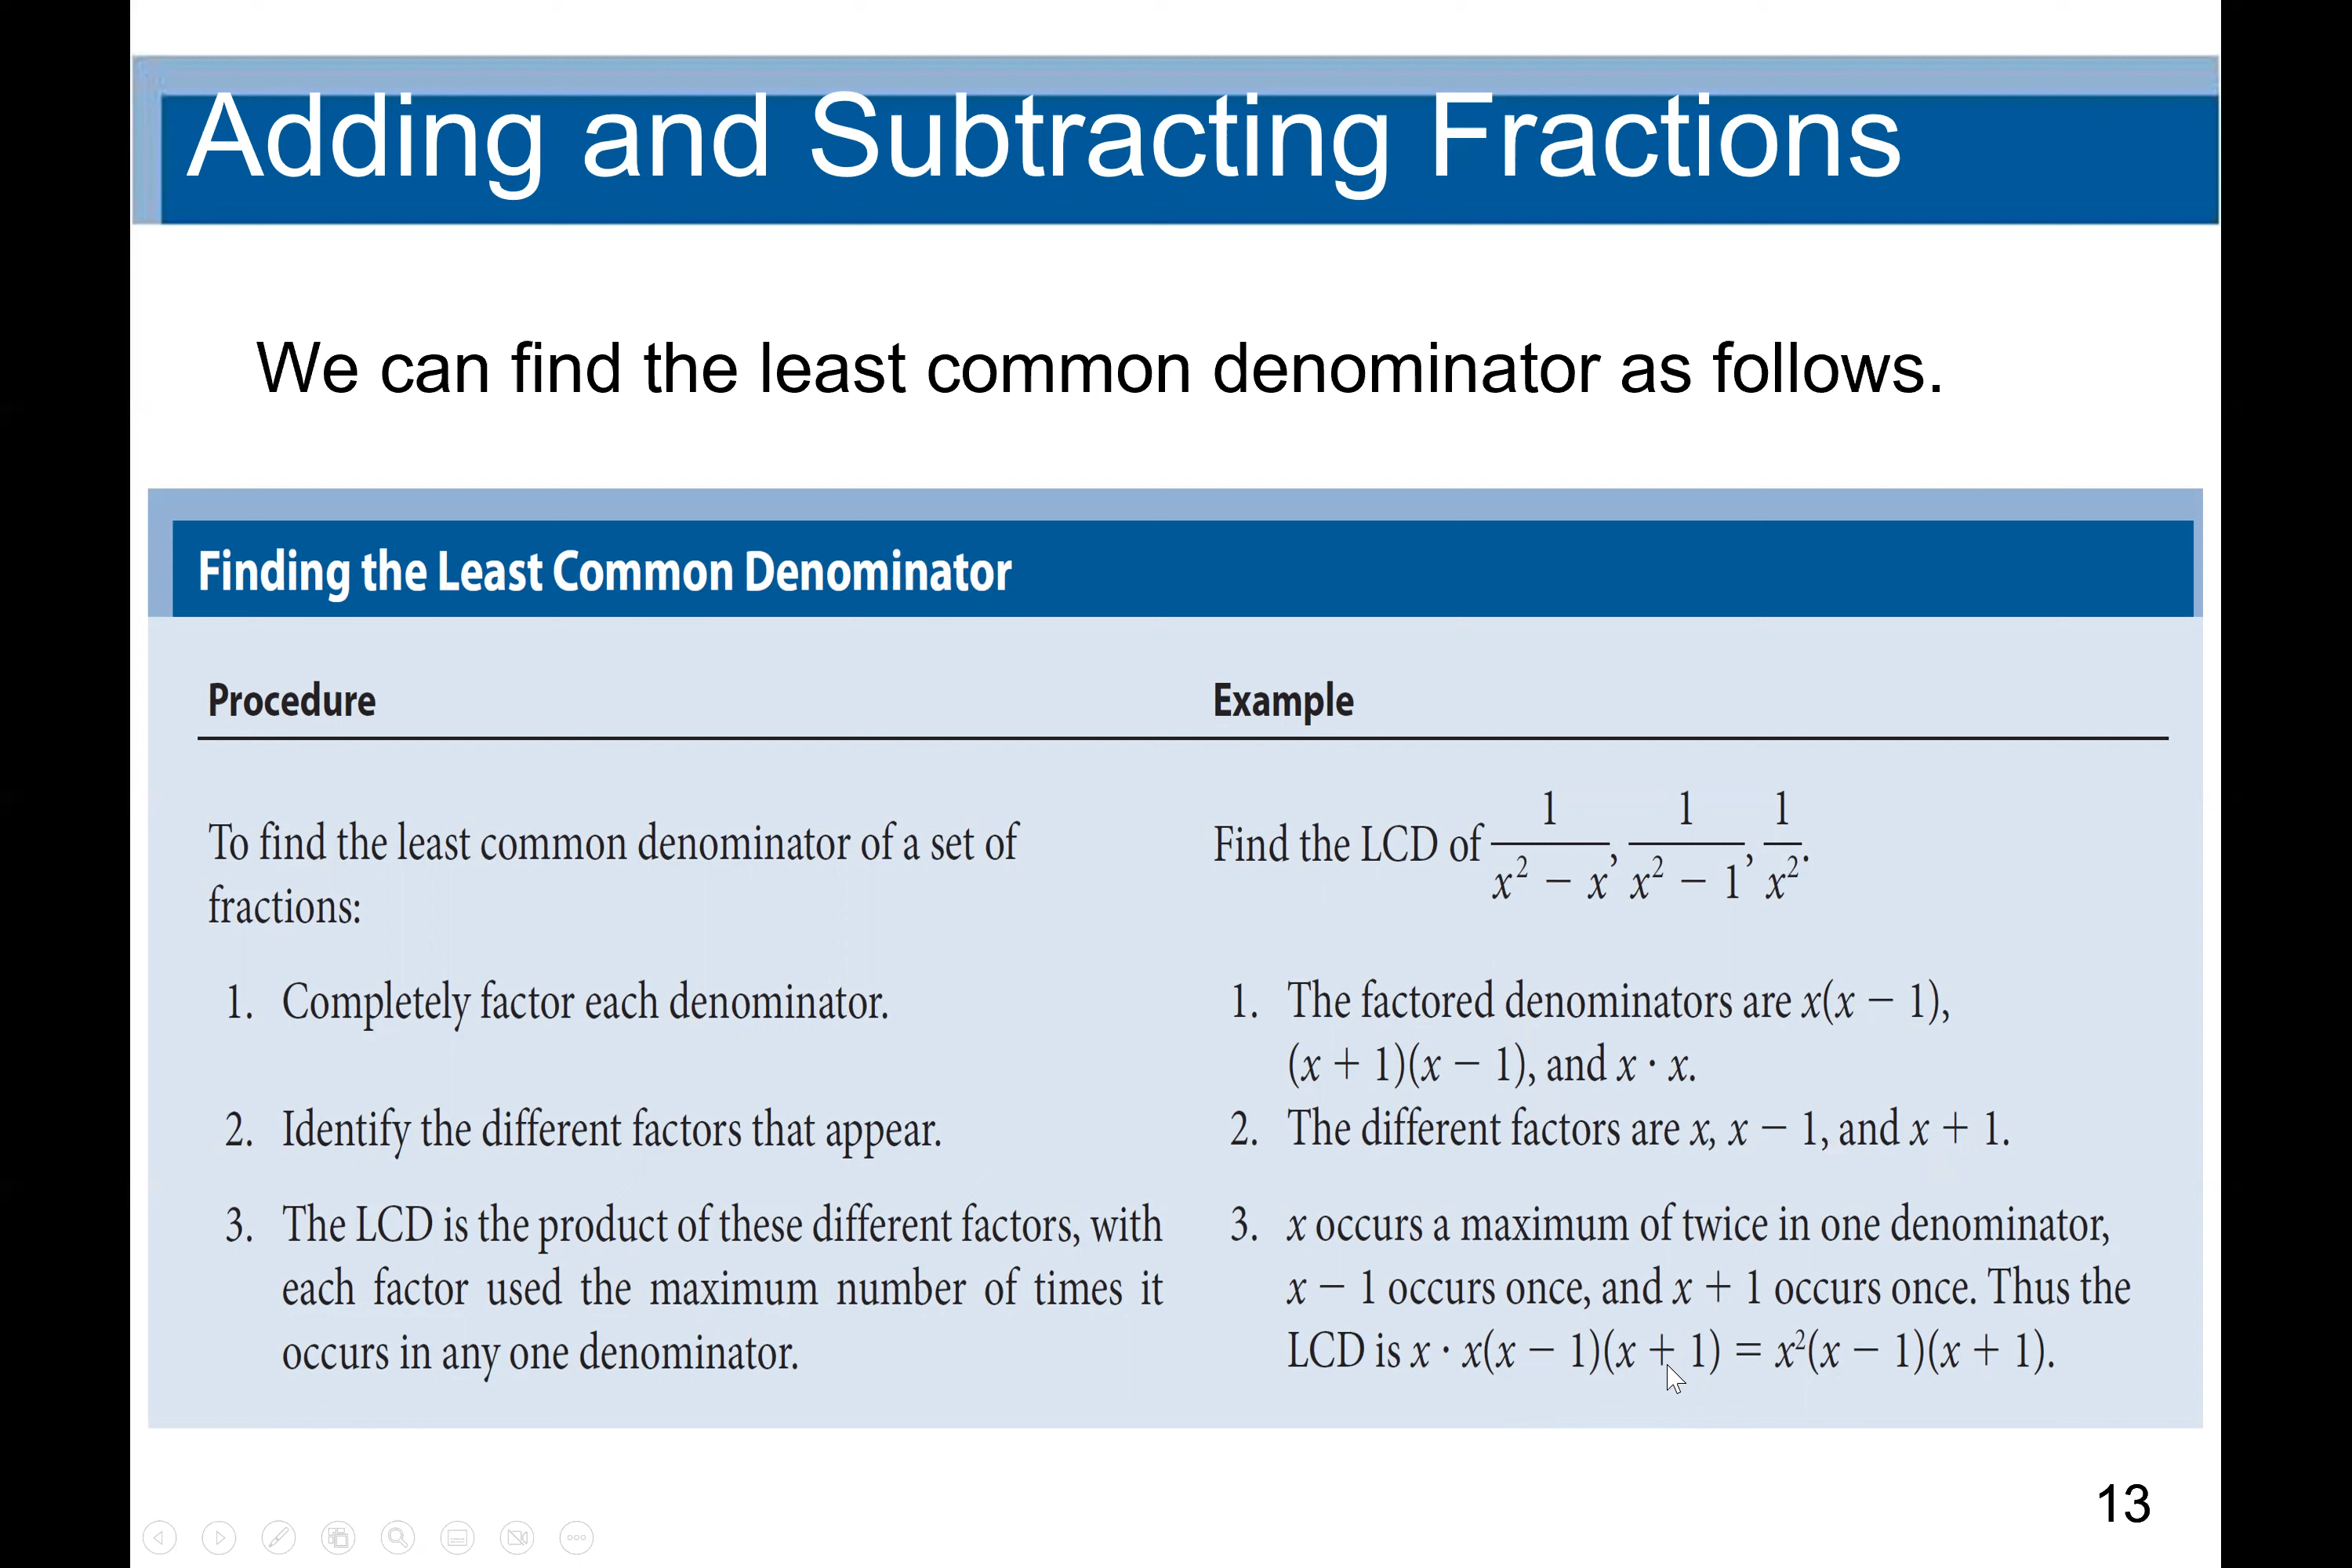 Adding and Subtracting Fractions
We can find the least common denominator as follows.
Finding the Least Common Denominator
Procedure
To find the least common denominator of a set of
fractions:
1. Completely factor each denominator.
2. Identify the different factors that appear.
3. The LCD is the product of these different factors, with
each factor used the maximum number of times it
occurs in any one denominator.
Example
Find the LCD of 1/(x² − x), 1/(x² − 1), 1/x².
1. The factored denominators are x(x − 1),
(x + 1)(x − 1), and x · x.
2. The different factors are x, x − 1, and x + 1.
3. x occurs a maximum of twice in one denominator,
x − 1 occurs once, and x + 1 occurs once. Thus the
LCD is x · x(x − 1)(x + 1) = x²(x − 1)(x + 1).
13